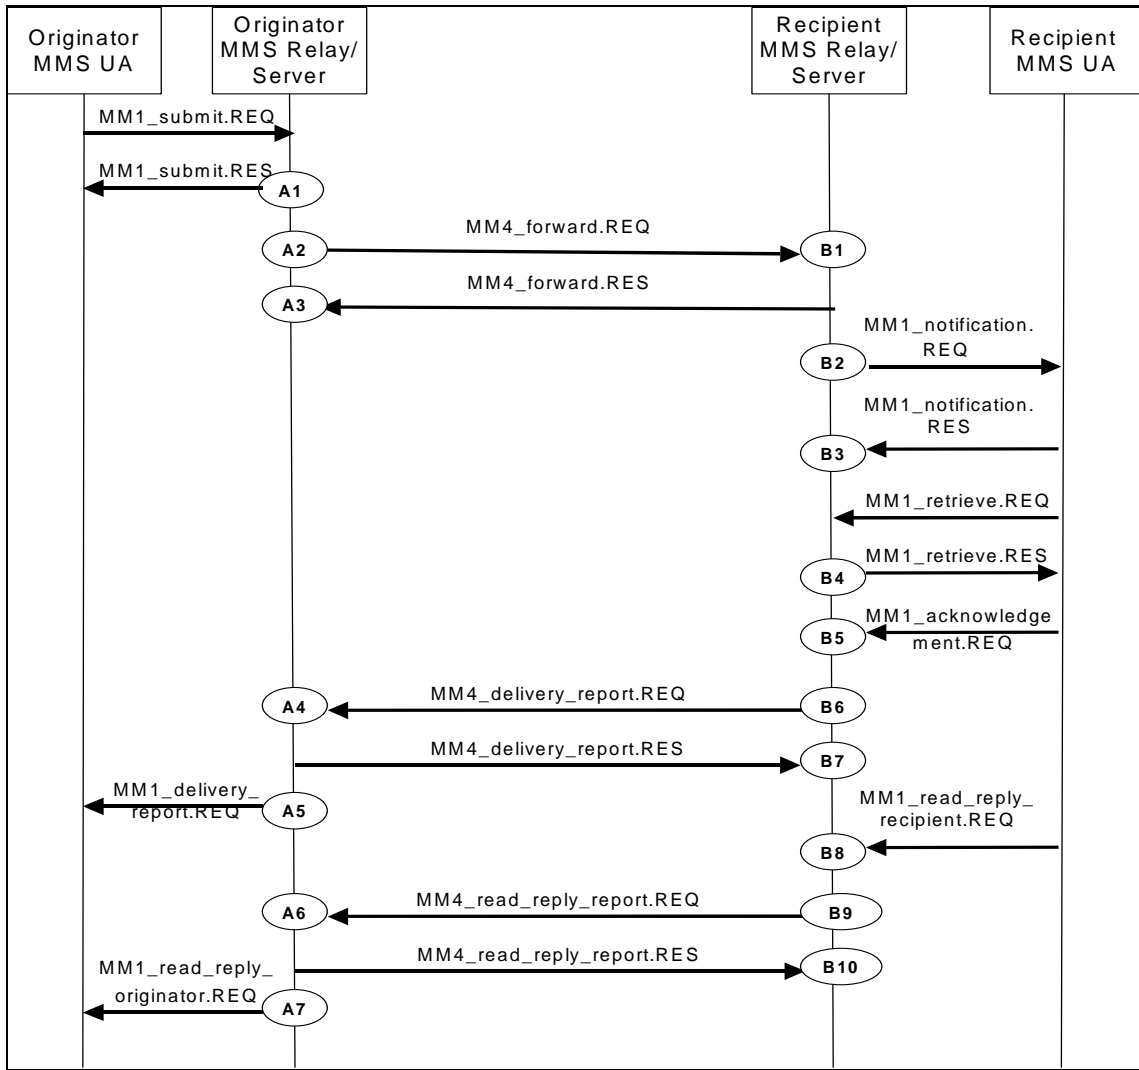 Originator
MMS UA
Originator
MMS Relay/
Server
Recipient
MMS Relay/
Server
Recipient
MMS UA
MM1_submit.REQ
MM1_submit.RES
A1
A2
MM4_forward.REQ
B1
A3
MM4_forward.RES
MM1_notification.
REQ
B2
MM1_notification.
RES
B3
MM1_retrieve.REQ
MM1_retrieve.RES
B4
MM1_acknowledge
ment.REQ
B5
A4
MM4_delivery_report.REQ
B6
MM4_delivery_report.RES
B7
MM1_delivery_
report.REQ
A5
MM1_read_reply_
recipient.REQ
B8
A6
MM4_read_reply_report.REQ
B9
MM4_read_reply_report.RES
B10
MM1_read_reply_
originator.REQ
A7